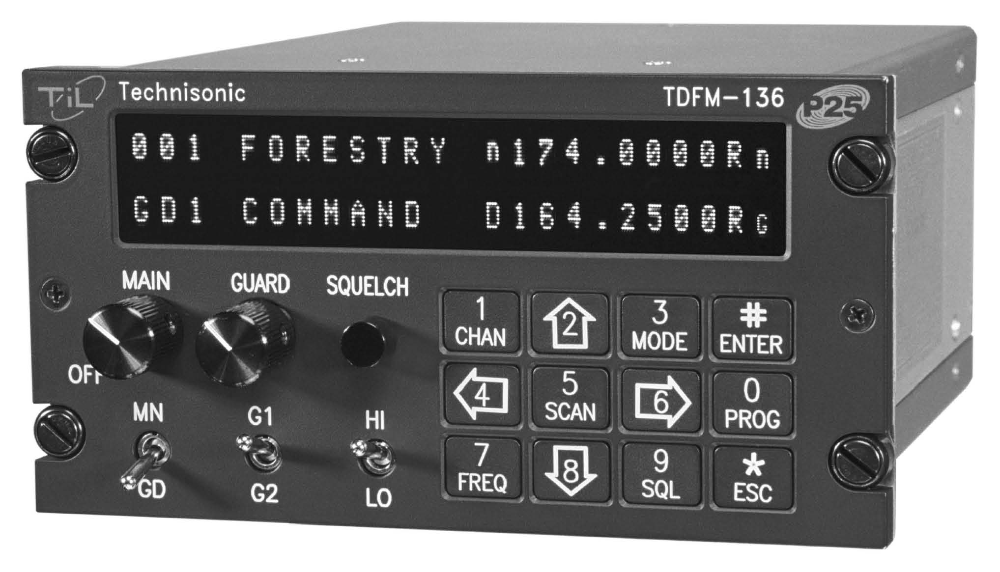 TiL Technisonic TDFM-136 P25
001 FORESTRY n174.0000R n
GD1 COMMAND D164.2500R G
MAIN GUARD SQUELCH
OFF
MN G1 HI
GD G2 LO
1 2 3 #
CHAN MODE ENTER
4 5 6 0
SCAN PROG
7 8 9 *
FREQ SQL ESC